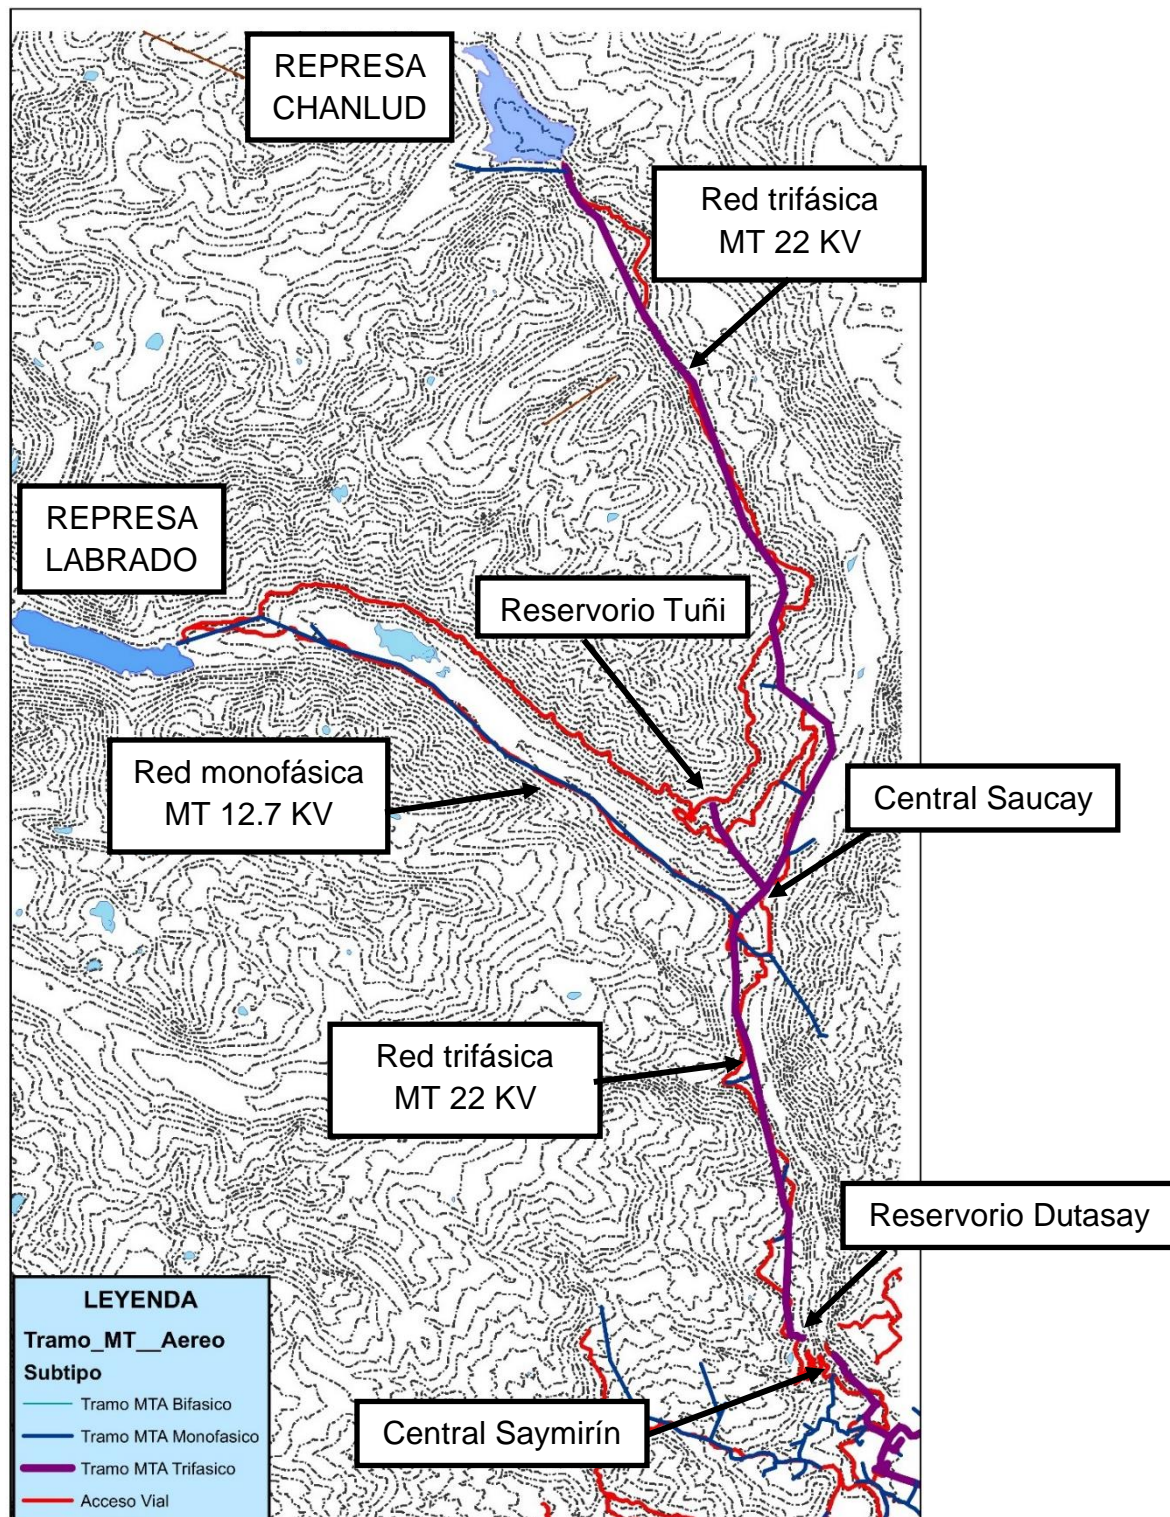 REPRESA
CHANLUD
Red trifásica
MT 22 KV
REPRESA
LABRADO
Reservorio Tuñi
Red monofásica
MT 12.7 KV
Central Saucay
Red trifásica
MT 22 KV
Reservorio Dutasay
Central Saymirín
LEYENDA
Tramo_MT__Aereo
Subtipo
Tramo MTA Bifasico
Tramo MTA Monofasico
Tramo MTA Trifasico
Acceso Vial